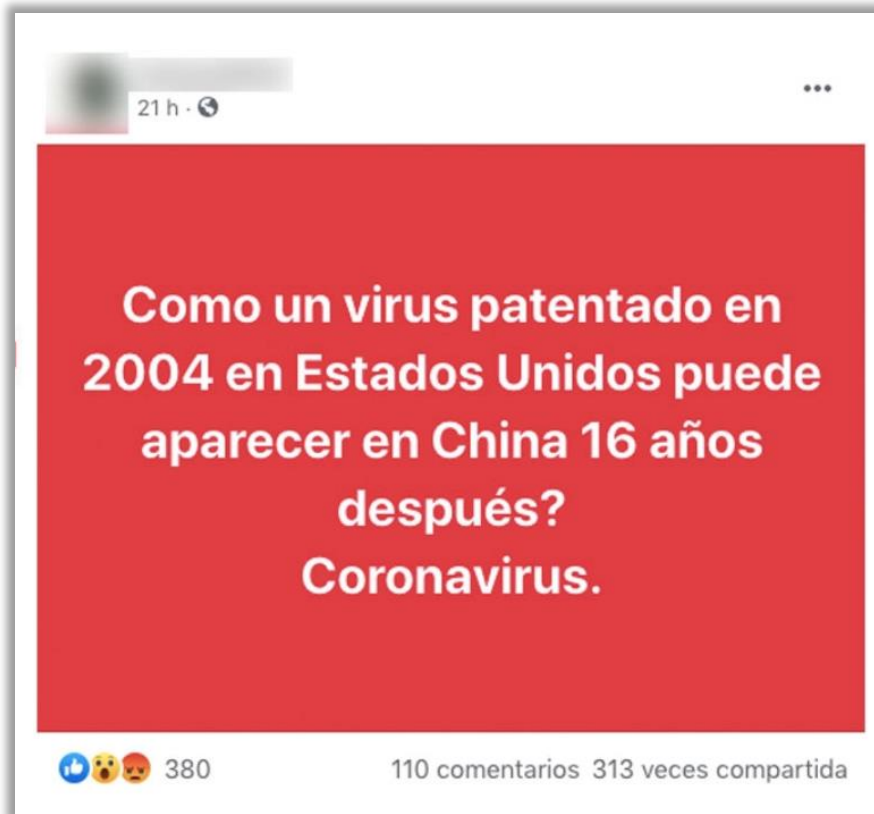 21 h ·
Como un virus patentado en
2004 en Estados Unidos puede
aparecer en China 16 años
después?
Coronavirus.
380
110 comentarios 313 veces compartida